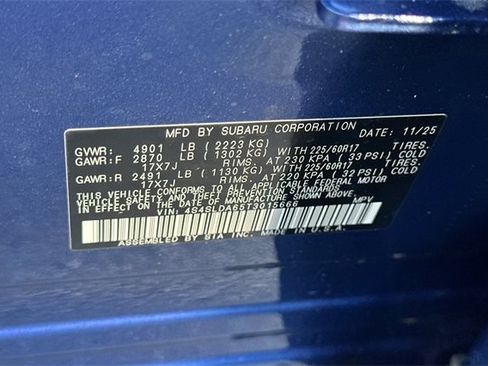 MFD BY SUBARU CORPORATION DATE: 11/25
GVWR: 4901 LB (2223 KG)
GAWR:F 2870 LB (1302 KG) WITH 225/60R17 TIRES.
17X7J RIMS. AT 230 KPA (33 PSI) COLD
GAWR:R 2491 LB (1130 KG) WITH 225/60R17 TIRES.
17X7J RIMS. AT 220 KPA (32 PSI) COLD
THIS VEHICLE CONFORMS TO ALL APPLICABLE FEDERAL MOTOR
VEHICLE SAFETY, BUMPER, AND THEFT PREVENTION STANDARDS
IN EFFECT ON THE DATE OF MANUFACTURE SHOWN ABOVE.
VIN: 4S4SLDA66T3015666 MPV
ASSEMBLED BY SIA INC. MADE IN U.S.A.